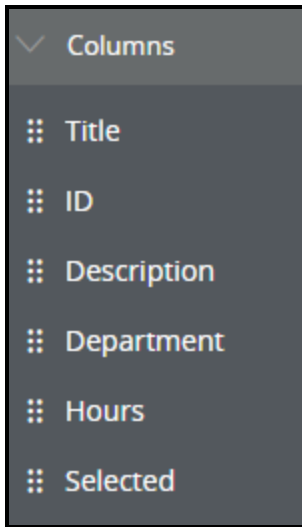 Columns
Title
ID
Description
Department
Hours
Selected